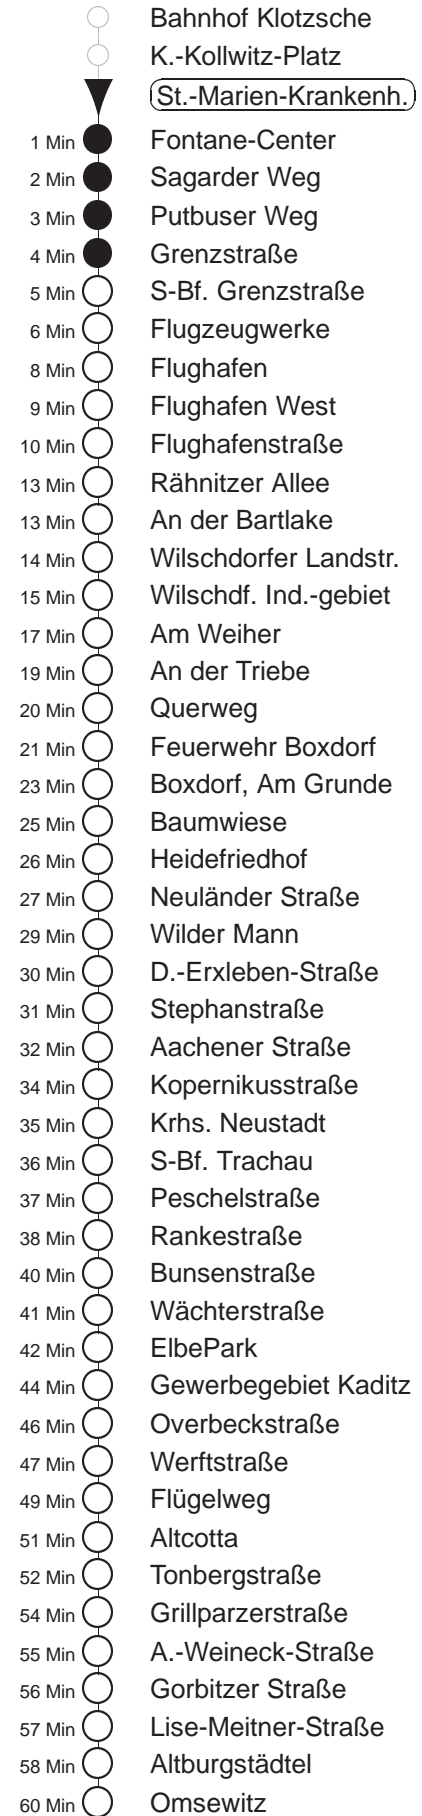 Bahnhof Klotzsche
K.-Kollwitz-Platz
St.-Marien-Krankenh.
1 Min Fontane-Center
2 Min Sagarder Weg
3 Min Putbuser Weg
4 Min Grenzstraße
5 Min S-Bf. Grenzstraße
6 Min Flugzeugwerke
8 Min Flughafen
9 Min Flughafen West
10 Min Flughafenstraße
13 Min Rähnitzer Allee
13 Min An der Bartlake
14 Min Wilschdorfer Landstr.
15 Min Wilschdf. Ind.-gebiet
17 Min Am Weiher
19 Min An der Triebe
20 Min Querweg
21 Min Feuerwehr Boxdorf
23 Min Boxdorf, Am Grunde
25 Min Baumwiese
26 Min Heidefriedhof
27 Min Neuländer Straße
29 Min Wilder Mann
30 Min D.-Erxleben-Straße
31 Min Stephanstraße
32 Min Aachener Straße
34 Min Kopernikusstraße
35 Min Krhs. Neustadt
36 Min S-Bf. Trachau
37 Min Peschelstraße
38 Min Rankestraße
40 Min Bunsenstraße
41 Min Wächterstraße
42 Min ElbePark
44 Min Gewerbegebiet Kaditz
46 Min Overbeckstraße
47 Min Werftstraße
49 Min Flügelweg
51 Min Altcotta
52 Min Tonbergstraße
54 Min Grillparzerstraße
55 Min A.-Weineck-Straße
56 Min Gorbitzer Straße
57 Min Lise-Meitner-Straße
58 Min Altburgstädtel
60 Min Omsewitz